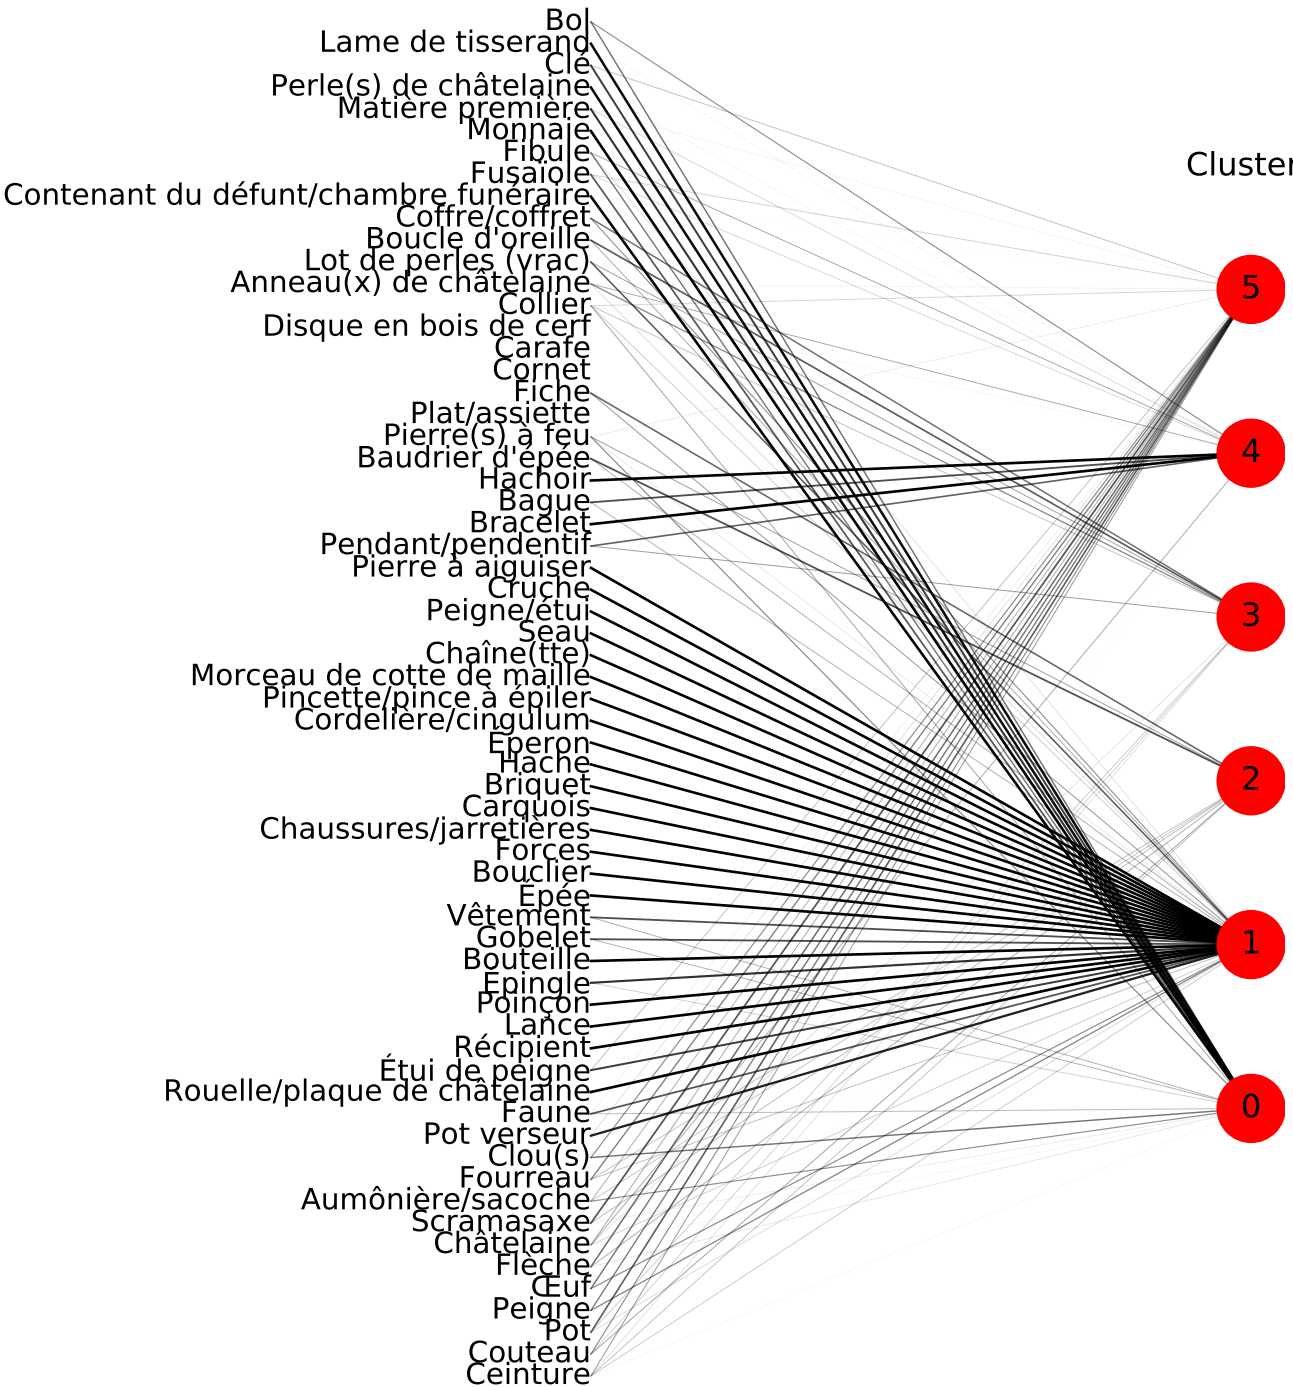 Bol
Lame de tisserand
Clé
Perle(s) de châtelaine
Matière première
Monnaie
Fibule
Cluster
Fusaïole
Contenant du défunt/chambre funéraire
Coffre/coffret
Boucle d'oreille
Lot de perles (vrac)
Anneau(x) de châtelaine
5
Collier
Disque en bois de cerf
Carafe
Cornet
Fiche
Plat/assiette
Pierre(s) à feu
4
Baudrier d'épée
Hachoir
Bague
Bracelet
Pendant/pendentif
Pierre à aiguiser
Cruche
Peigne/étui
3
Seau
Chaîne(tte)
Morceau de cotte de maille
Pincette/pince à épiler
Cordelière/cingulum
Éperon
Hache
2
Briquet
Carquois
Chaussures/jarretières
Forces
Bouclier
Épée
Vêtement
Gobelet
1
Bouteille
Épingle
Poinçon
Lance
Récipient
Étui de peigne
Rouelle/plaque de châtelaine
Faune
0
Pot verseur
Clou(s)
Fourreau
Aumônière/sacoche
Scramasaxe
Châtelaine
Flèche
Œuf
Peigne
Pot
Couteau
Ceinture